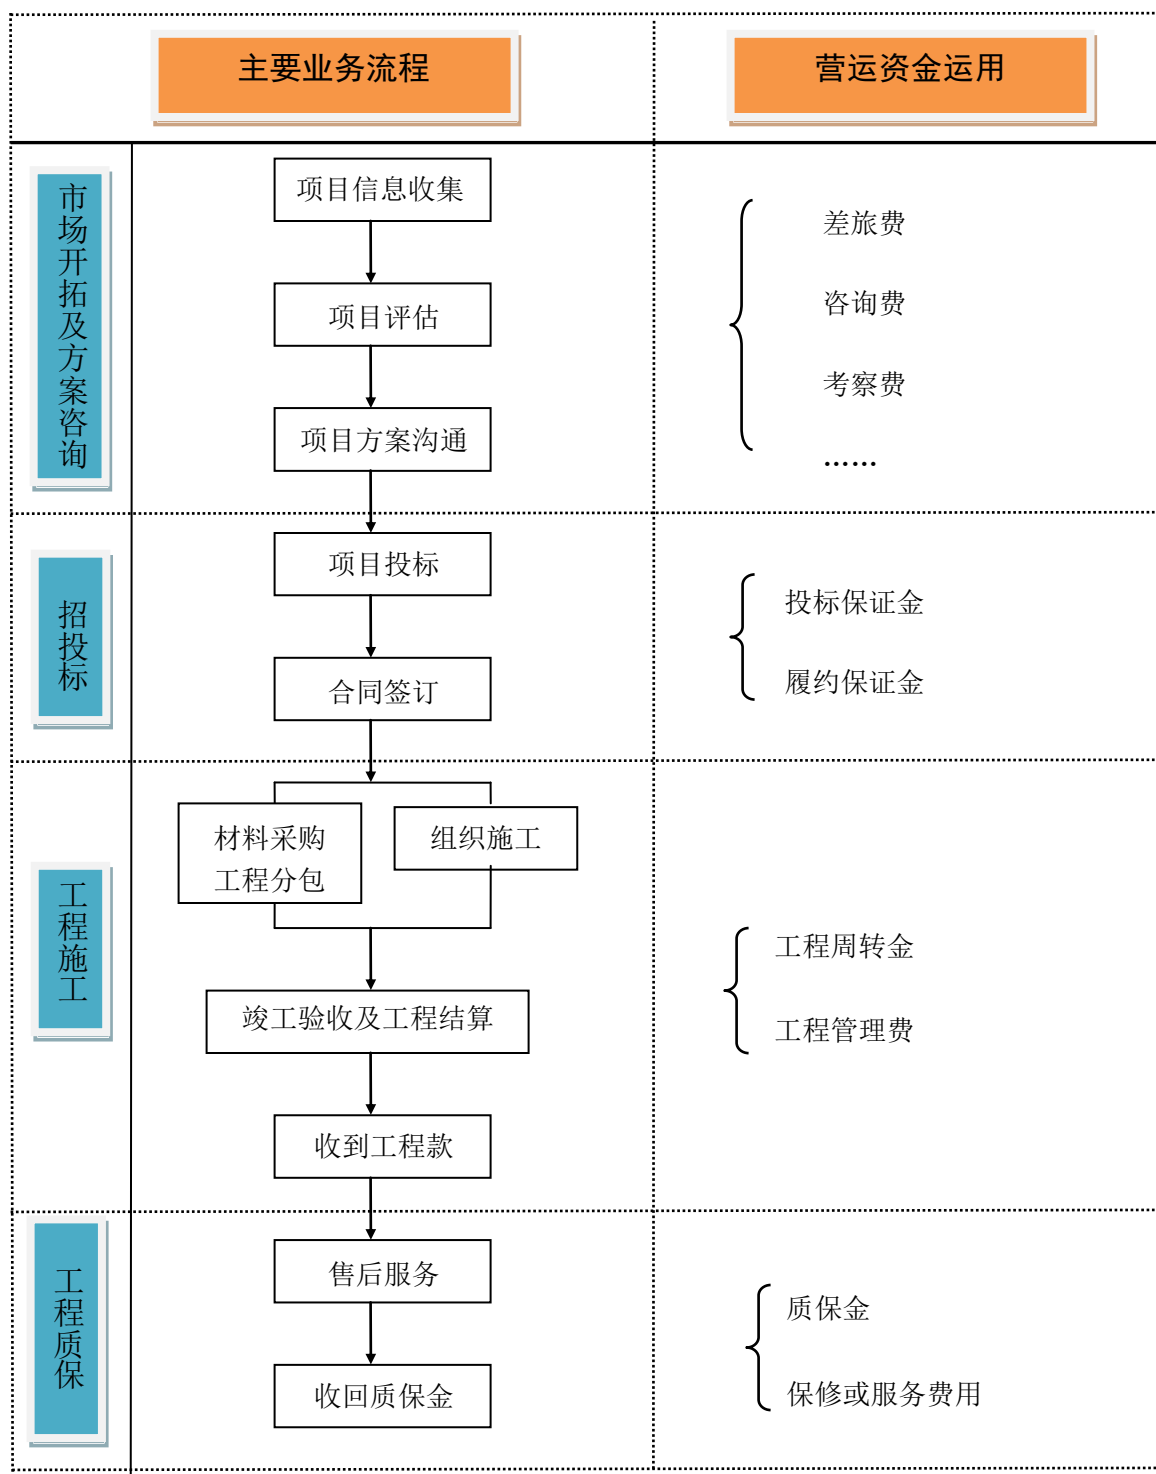 主要业务流程
营运资金运用
市场开拓及方案咨询
项目信息收集
项目评估
项目方案沟通
差旅费
咨询费
考察费
……
招投标
项目投标
合同签订
投标保证金
履约保证金
工程施工
材料采购
工程分包
组织施工
竣工验收及工程结算
收到工程款
工程周转金
工程管理费
工程质保
售后服务
收回质保金
质保金
保修或服务费用